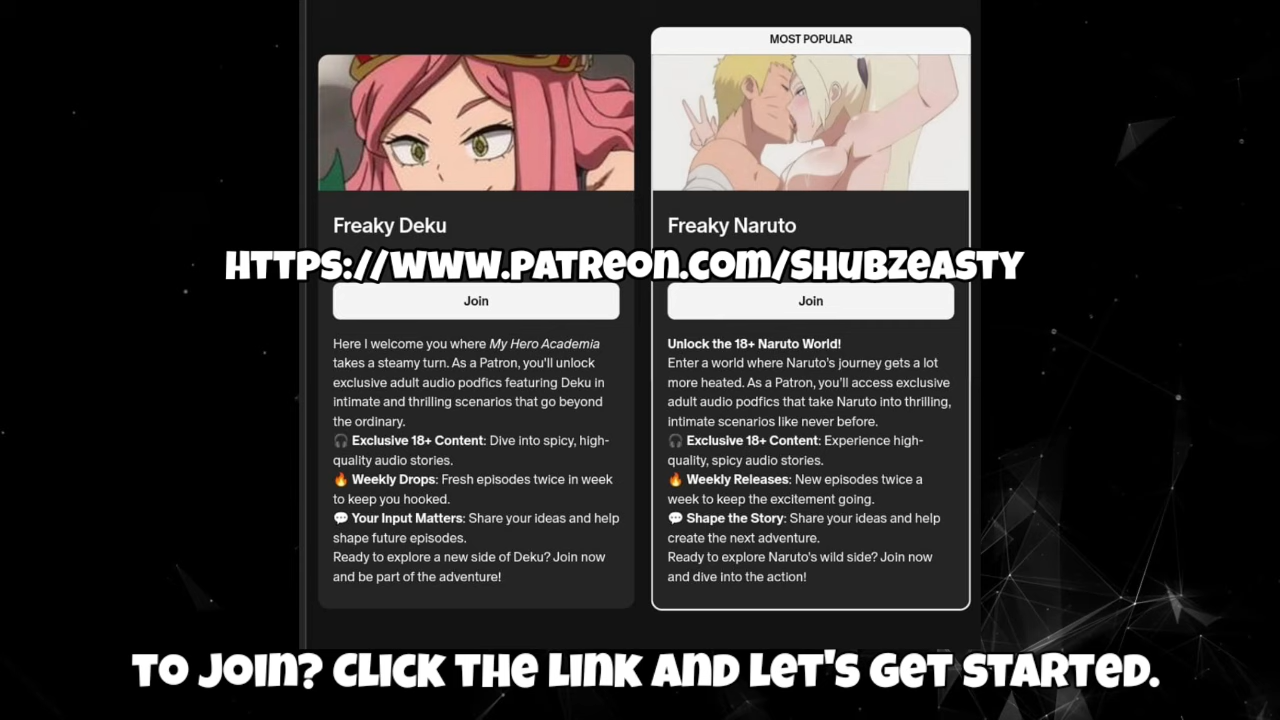 MOST POPULAR
Freaky Deku
Freaky Naruto
HTTPS://WWW.PATREON.COM/SHUBZEASTY
Join
Join
Here I welcome you where My Hero Academia
takes a steamy turn. As a Patron, you'll unlock
exclusive adult audio podfics featuring Deku in
intimate and thrilling scenarios that go beyond
the ordinary.
🎧 Exclusive 18+ Content: Dive into spicy, high-
quality audio stories.
🔥 Weekly Drops: Fresh episodes twice in week
to keep you hooked.
💬 Your Input Matters: Share your ideas and help
shape future episodes.
Ready to explore a new side of Deku? Join now
and be part of the adventure!
Unlock the 18+ Naruto World!
Enter a world where Naruto's journey gets a lot
more heated. As a Patron, you'll access exclusive
adult audio podfics that take Naruto into thrilling,
intimate scenarios like never before.
🎧 Exclusive 18+ Content: Experience high-
quality, spicy audio stories.
🔥 Weekly Releases: New episodes twice a
week to keep the excitement going.
💬 Shape the Story: Share your ideas and help
create the next adventure.
Ready to explore Naruto's wild side? Join now
and dive into the action!
TO JOIN? CLICK THE LINK AND LET'S GET STARTED.